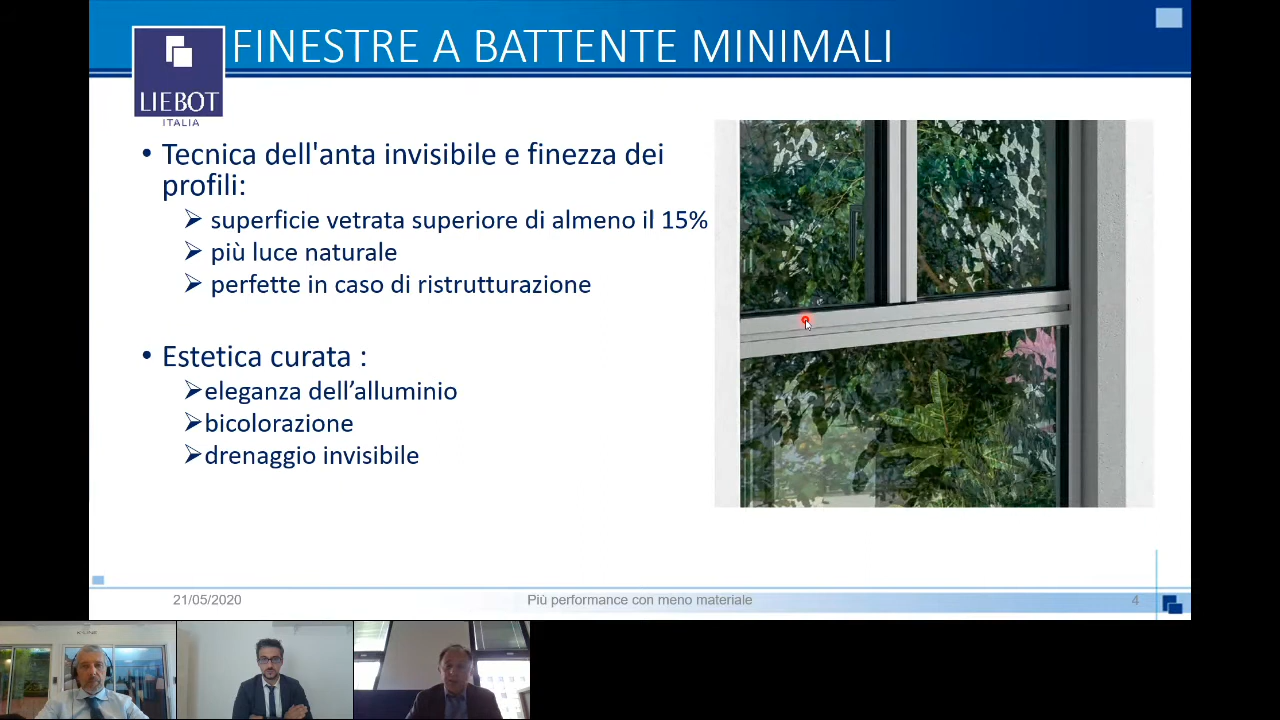 FINESTRE A BATTENTE MINIMALI
LIEBOT
ITALIA
• Tecnica dell'anta invisibile e finezza dei
profili:
➢ superficie vetrata superiore di almeno il 15%
➢ più luce naturale
➢ perfette in caso di ristrutturazione
• Estetica curata :
➢eleganza dell’alluminio
➢bicolorazione
➢drenaggio invisibile
21/05/2020
Più performance con meno materiale
4